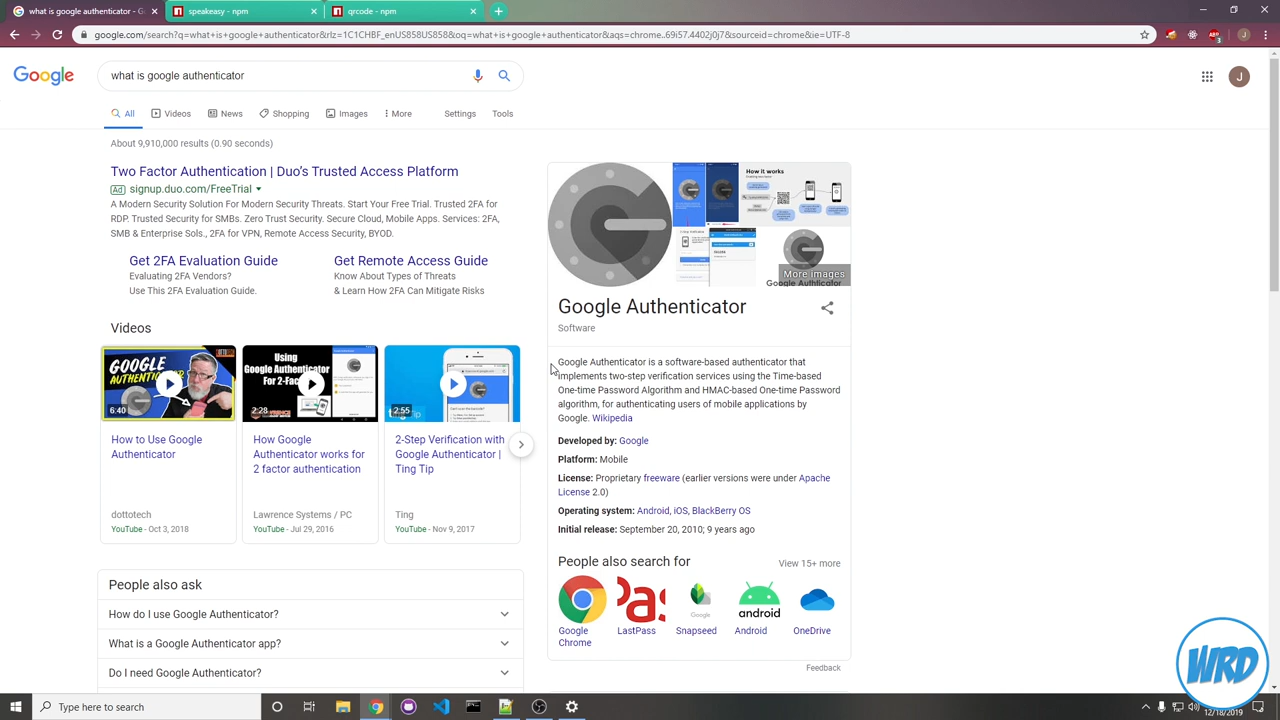 speakeasy - npm
qrcode - npm
google.com/search?q=what+is+google+authenticator&rlz=1C1CHBF_enUS858US858&oq=what+is+google+authenticator&aqs=chrome..69i57.4402j0j7&sourceid=chrome&ie=UTF-8
Google
what is google authenticator
J
All Videos News Shopping Images More Settings Tools
About 9,910,000 results (0.90 seconds)
Two Factor Authentication | Duo's Trusted Access Platform
Ad signup.duo.com/FreeTrial
A Modern Security Solution For Modern Security Threats. Start Your Free Trial. Trusted 2FA for
IT. Trusted Security for SMBs. Zero Trust Security. Secure Cloud, Mobile Apps. Services: 2FA,
SMB & Enterprise Sols., 2FA for VPN, Remote Access Security, BYOD.
Get 2FA Evaluation Guide
Evaluating 2FA Vendors?
Use This 2FA Evaluation Guide.
Get Remote Access Guide
Know About Types of Threats
& Learn How 2FA Can Mitigate Risks
Videos
GOOGLE
6:40
How to Use Google
Authenticator
dottotech
YouTube - Oct 3, 2018
Using
Google Authenticator
For 2-Fac
2:28
How Google
Authenticator works for
2 factor authentication
Lawrence Systems / PC
YouTube - Jul 29, 2016
2:55
2-Step Verification with
Google Authenticator |
Ting Tip
Ting
YouTube - Nov 9, 2017
People also ask
How do I use Google Authenticator?
What is a Google Authenticator app?
Do I need Google Authenticator?
How it works
More images
Google Authenticator
Software
Google Authenticator is a software-based authenticator that
implements two-step verification services using the Time-based
One-time Password Algorithm and HMAC-based One-time Password
algorithm, for authenticating users of mobile applications by
Google. Wikipedia
Developed by: Google
Platform: Mobile
License: Proprietary freeware (earlier versions were under Apache
License 2.0)
Operating system: Android, iOS, BlackBerry OS
Initial release: September 20, 2010; 9 years ago
People also search for
View 15+ more
Google
Chrome
LastPass
Snapseed
android
Android
OneDrive
Feedback
WRD
Type here to search
12/18/2019